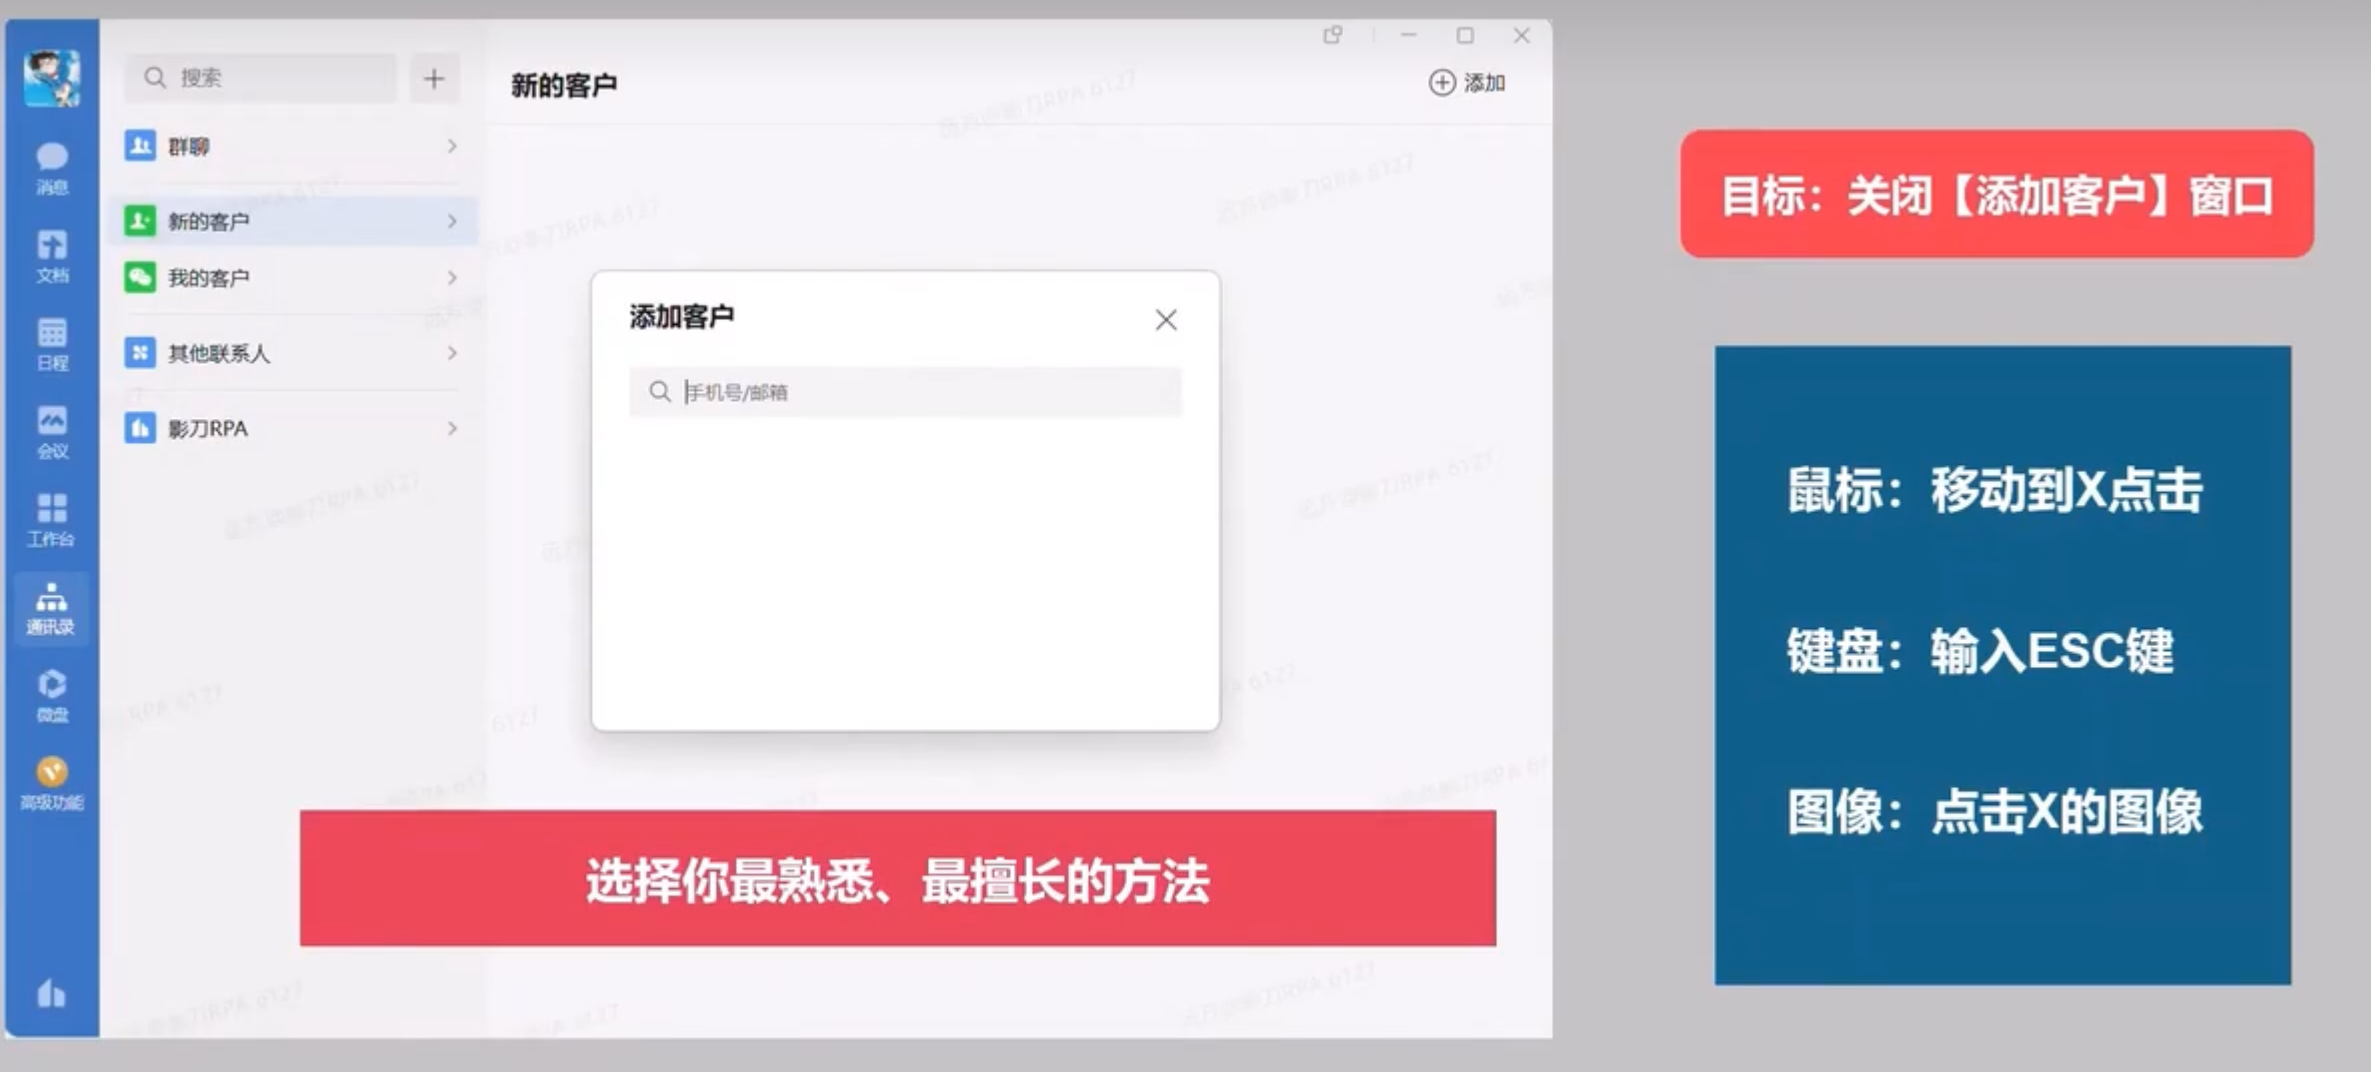 搜索
新的客户
添加
群聊
新的客户
我的客户
其他联系人
影刀RPA
消息
文档
日程
会议
工作台
通讯录
微盘
高级功能
添加客户
手机号/邮箱
选择你最熟悉、最擅长的方法
目标：关闭【添加客户】窗口
鼠标：移动到X点击
键盘：输入ESC键
图像：点击X的图像